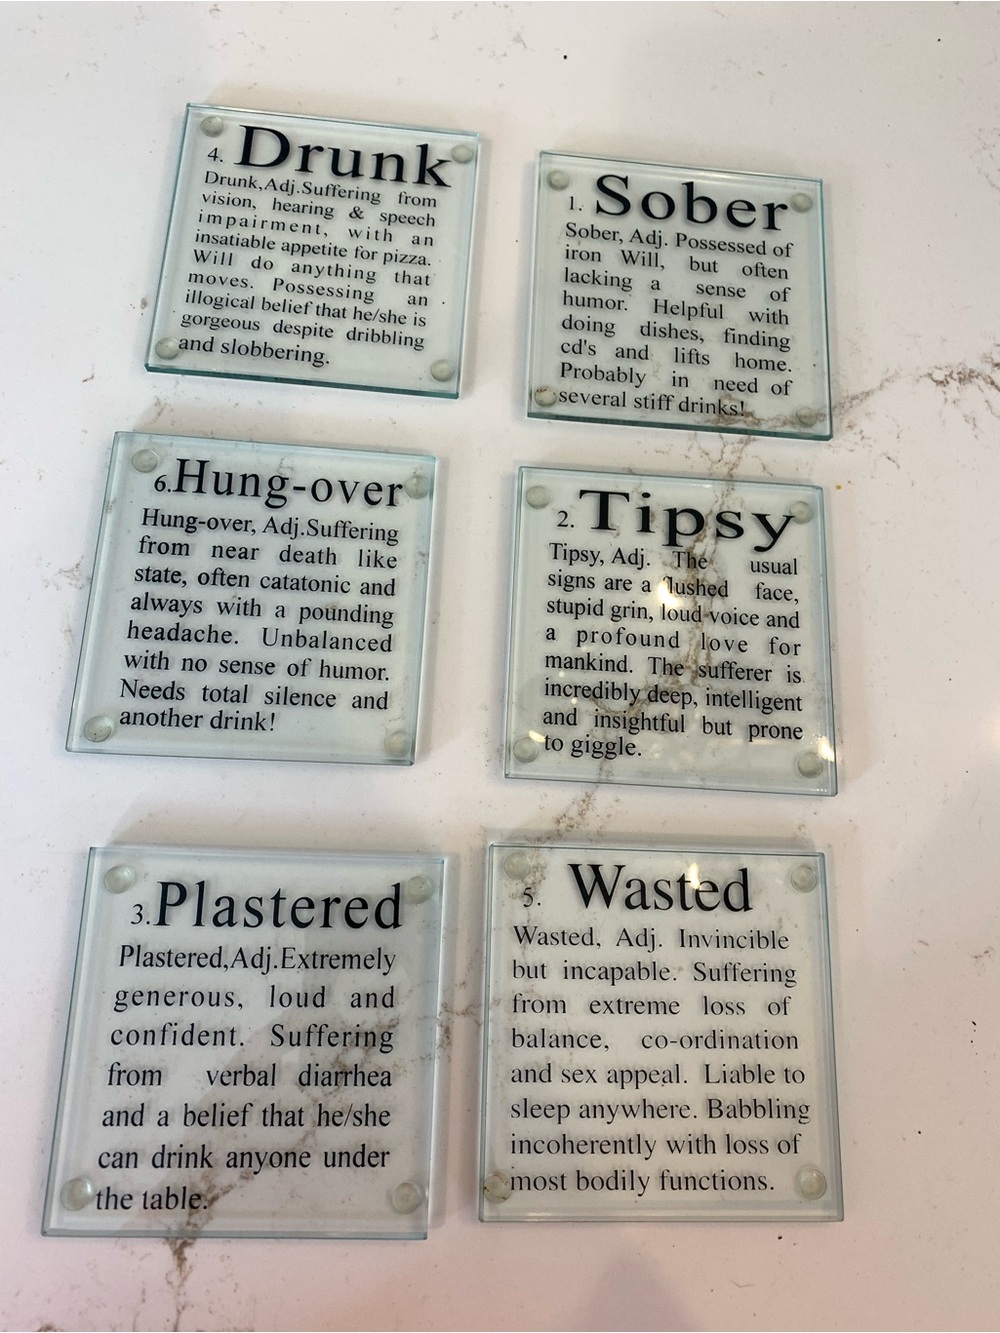 4. Drunk
Drunk,Adj.Suffering from
vision, hearing & speech
impairment, with an
insatiable appetite for pizza.
Will do anything that
moves. Possessing an
illogical belief that he/she is
gorgeous despite dribbling
and slobbering.
1. Sober
Sober, Adj. Possessed of
iron Will, but often
lacking a sense of
humor. Helpful with
doing dishes, finding
cd's and lifts home.
Probably in need of
several stiff drinks!
6.Hung-over
Hung-over, Adj.Suffering
from near death like
state, often catatonic and
always with a pounding
headache. Unbalanced
with no sense of humor.
Needs total silence and
another drink!
2. Tipsy
Tipsy, Adj. The usual
signs are a flushed face,
stupid grin, loud voice and
a profound love for
mankind. The sufferer is
incredibly deep, intelligent
and insightful but prone
to giggle.
3.Plastered
Plastered,Adj.Extremely
generous, loud and
confident. Suffering
from verbal diarrhea
and a belief that he/she
can drink anyone under
the table.
5. Wasted
Wasted, Adj. Invincible
but incapable. Suffering
from extreme loss of
balance, co-ordination
and sex appeal. Liable to
sleep anywhere. Babbling
incoherently with loss of
most bodily functions.